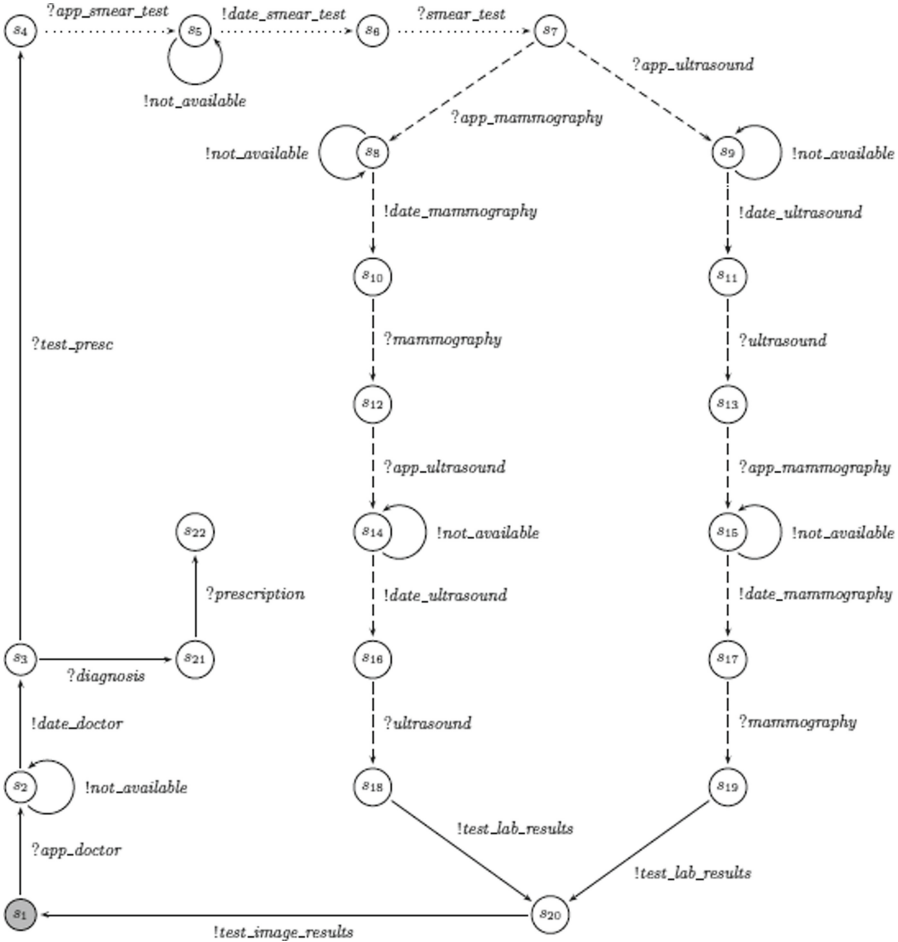 ?app_smear_test !date_smear_test ?smear_test
s4 s5 s6 s7
?app_ultrasound
!not_available
?app_mammography
!not_available s8 s9 !not_available
!date_mammography !date_ultrasound
s10 s11
?test_presc ?mammography ?ultrasound
s12 s13
?app_ultrasound ?app_mammography
s22 s14 !not_available s15 !not_available
?prescription !date_ultrasound !date_mammography
s3 s21 s16 s17
?diagnosis
!date_doctor ?ultrasound ?mammography
s2 !not_available s18 s19
!test_lab_results
?app_doctor
!test_lab_results
s1 s20
!test_image_results